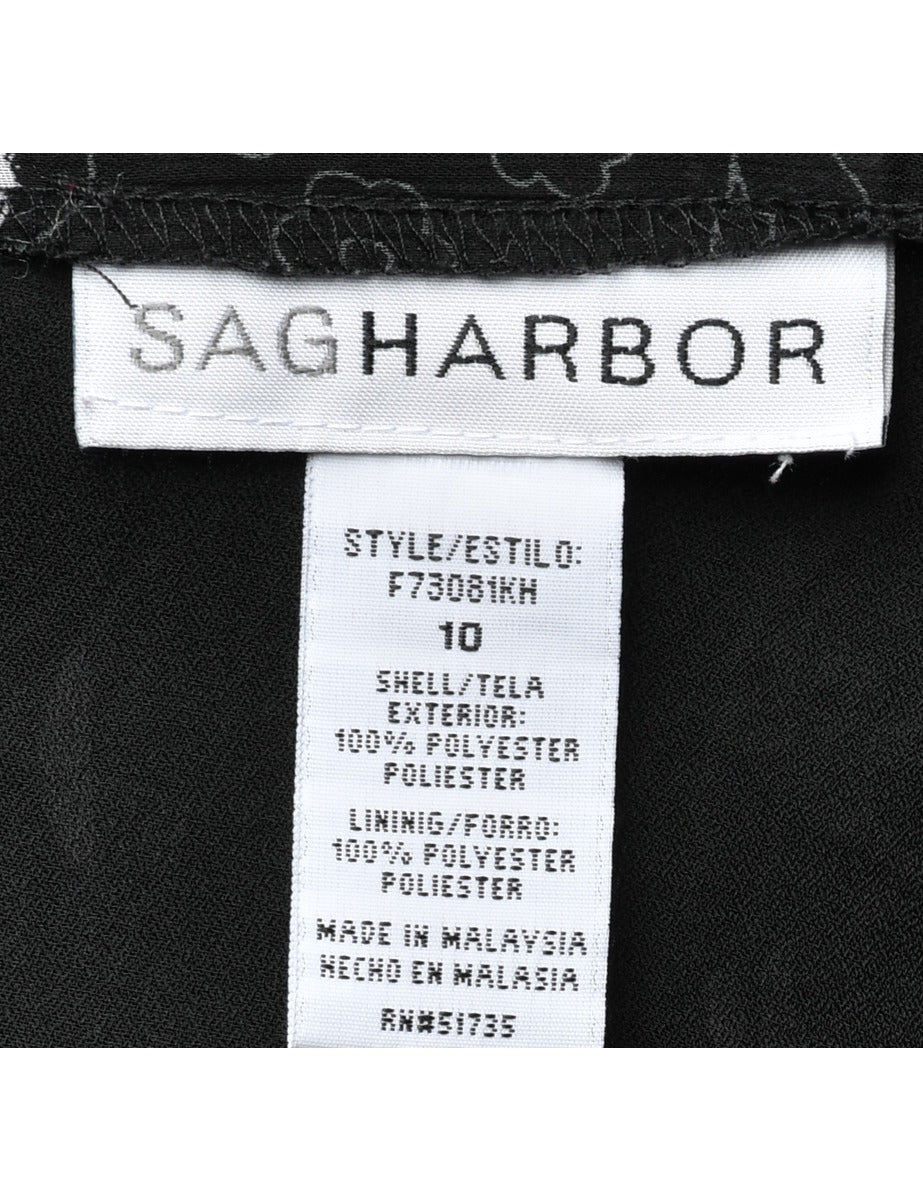 SAGHARBOR
STYLE/ESTILO:
F73081KH
10
SHELL/TELA
EXTERIOR:
100% POLYESTER
POLIESTER
LININIG/FORRO:
100% POLYESTER
POLIESTER
MADE IN MALAYSIA
HECHO EN MALASIA
RN#51735